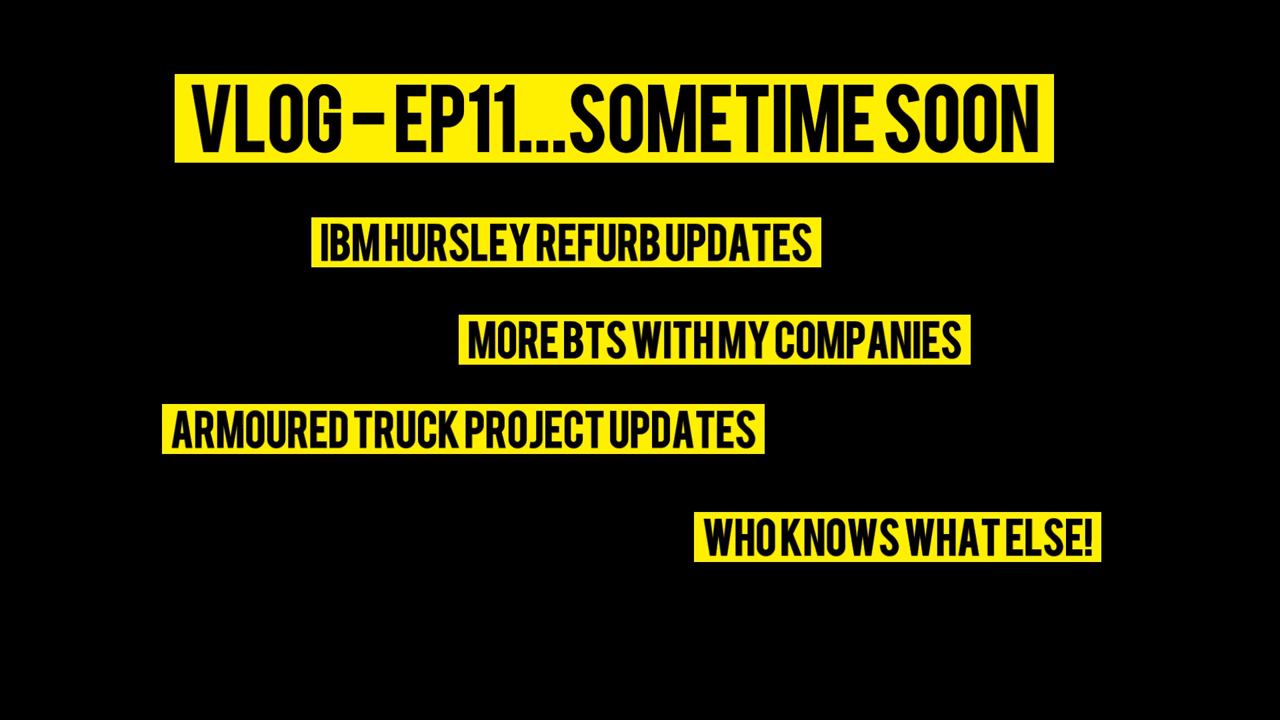 VLOG – EP11...SOMETIME SOON
IBM HURSLEY REFURB UPDATES
MORE BTS WITH MY COMPANIES
ARMOURED TRUCK PROJECT UPDATES
WHO KNOWS WHAT ELSE!